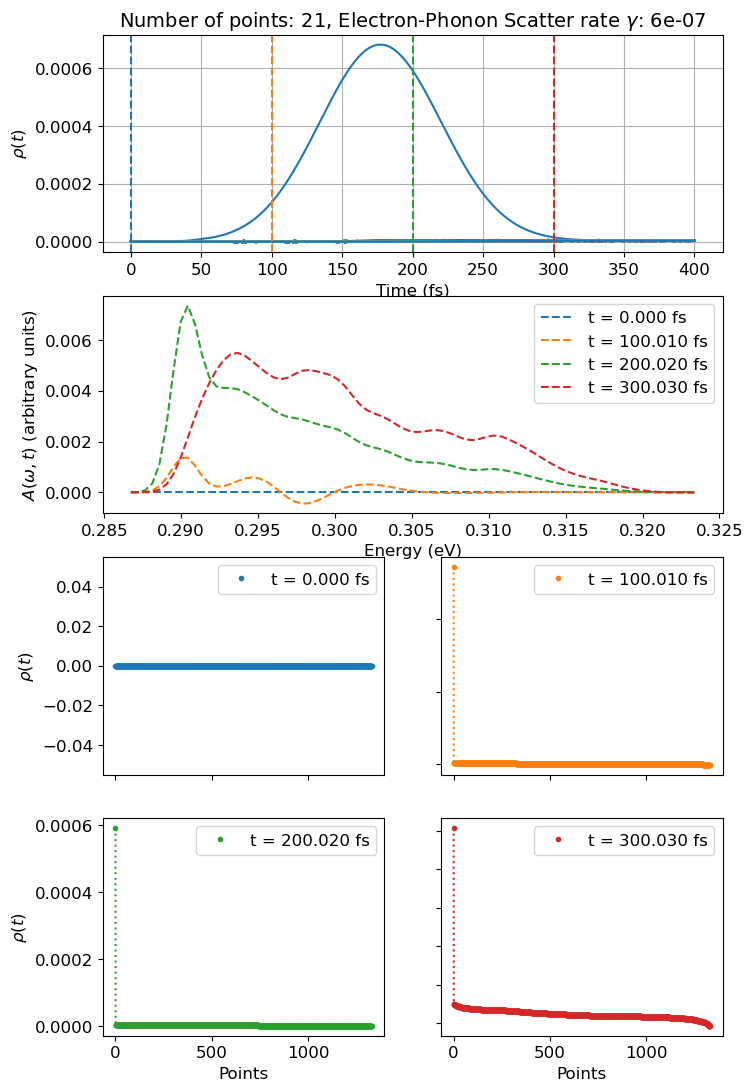 Number of points: 21, Electron-Phonon Scatter rate γ: 6e-07
0.0006
0.0004
0.0002
0.0000
ρ(t)
0 50 100 150 200 250 300 350 400
Time (fs)
0.006
0.004
0.002
0.000
A(ω, t) (arbitrary units)
t = 0.000 fs
t = 100.010 fs
t = 200.020 fs
t = 300.030 fs
0.285 0.290 0.295 0.300 0.305 0.310 0.315 0.320 0.325
Energy (eV)
0.04
0.02
0.00
−0.02
−0.04
ρ(t)
t = 0.000 fs
t = 100.010 fs
0.0006
0.0004
0.0002
0.0000
ρ(t)
t = 200.020 fs
0 500 1000
Points
t = 300.030 fs
0 500 1000
Points